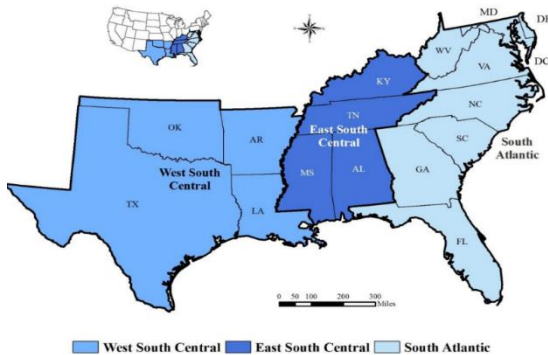 MD
DE
WV
DC
VA
KY
NC
TN
OK
AR
East South
Central
SC
South
Atlantic
West South
Central
MS
AL
GA
TX
LA
FL
0 50 100 200 300
Miles
West South Central
East South Central
South Atlantic